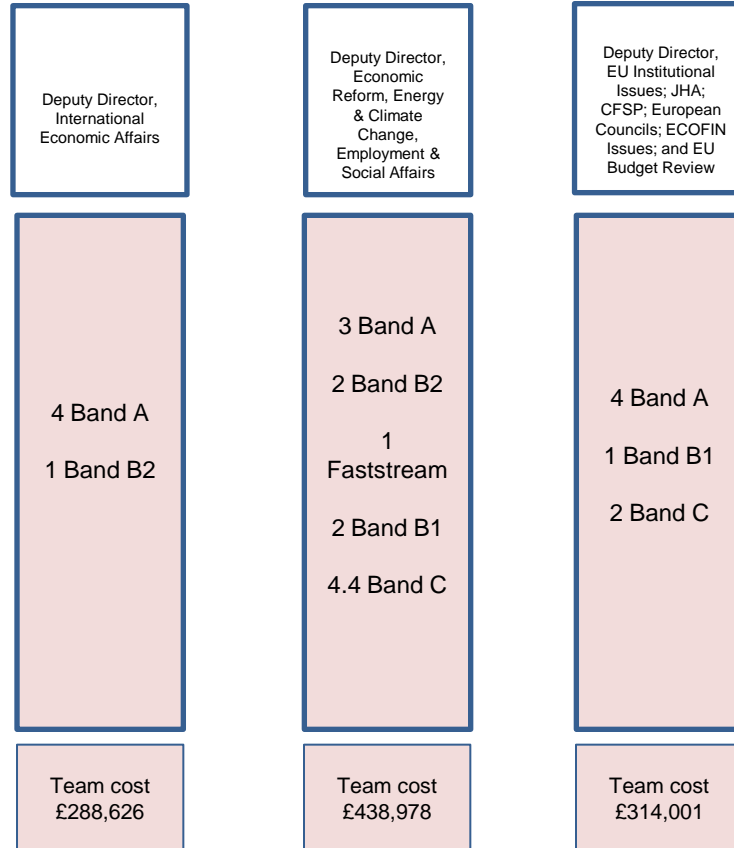 Deputy Director,
International
Economic Affairs
4 Band A
1 Band B2
Team cost
£288,626
Deputy Director,
Economic
Reform, Energy
& Climate
Change,
Employment &
Social Affairs
3 Band A
2 Band B2
1
Faststream
2 Band B1
4.4 Band C
Team cost
£438,978
Deputy Director,
EU Institutional
Issues; JHA;
CFSP; European
Councils; ECOFIN
Issues; and EU
Budget Review
4 Band A
1 Band B1
2 Band C
Team cost
£314,001